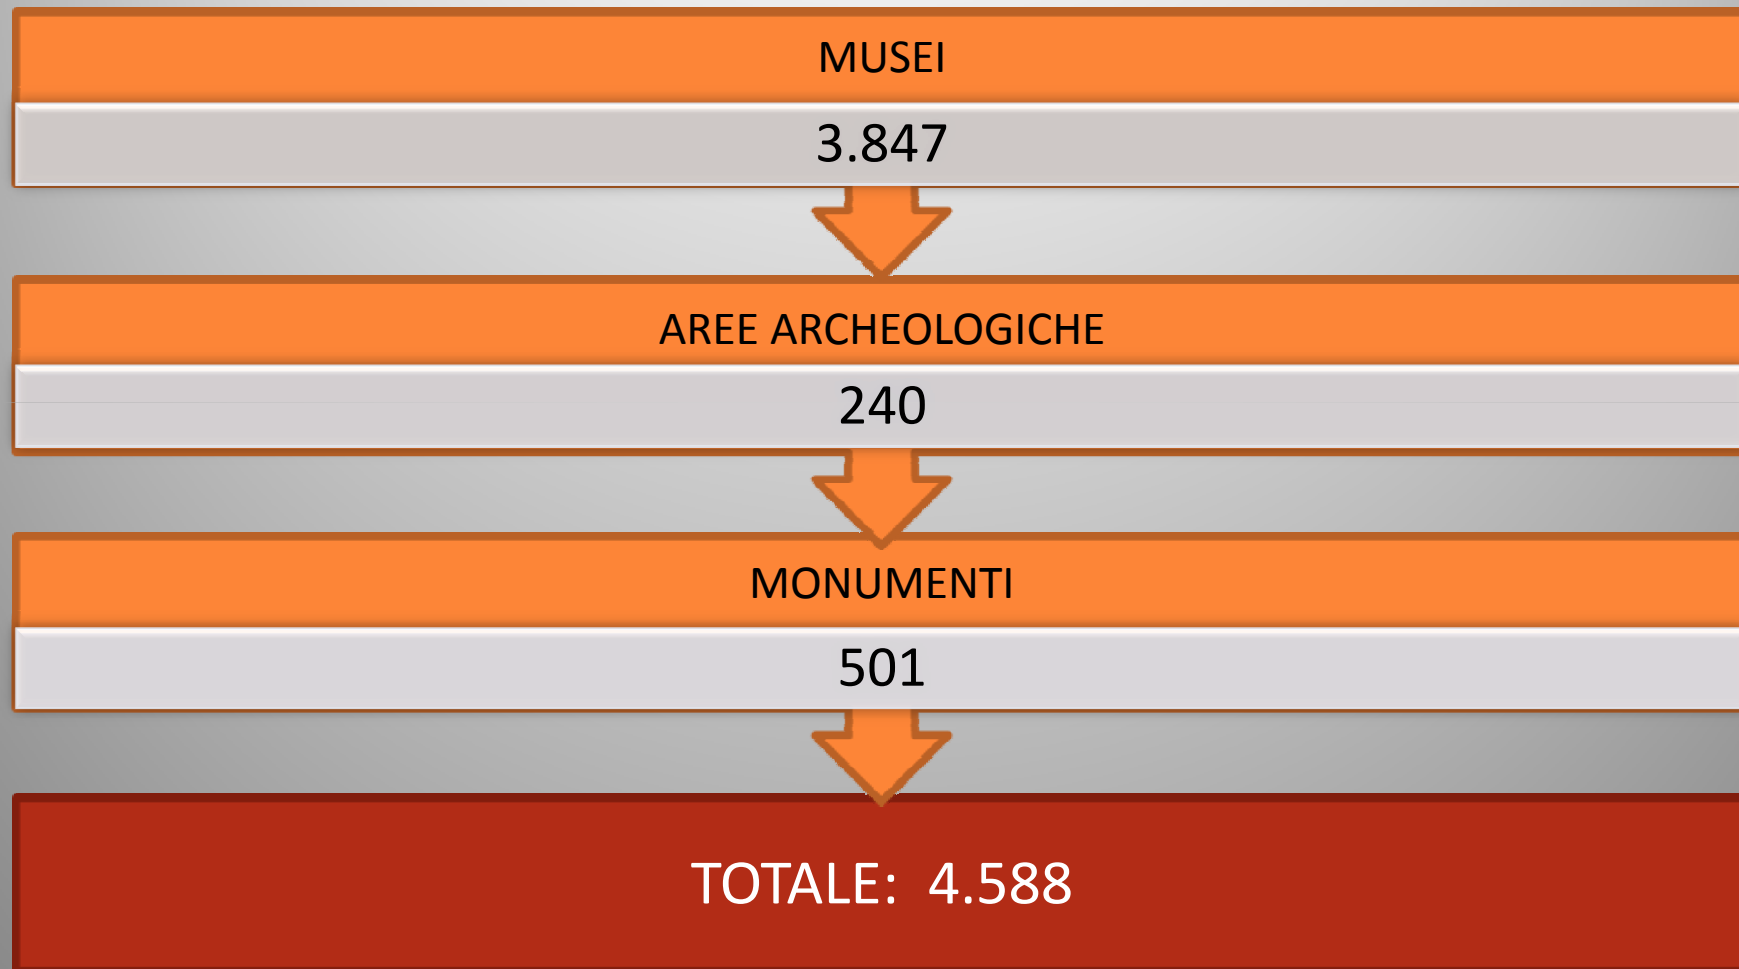 MUSEI
3.847
AREE ARCHEOLOGICHE
240
MONUMENTI
501
TOTALE: 4.588